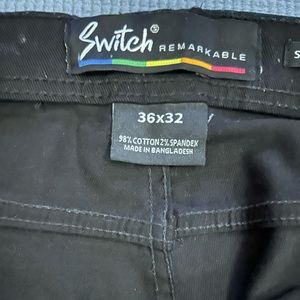 Switch®
REMARKABLE
S
36x32
98% COTTON 2% SPANDEX
MADE IN BANGLADESH